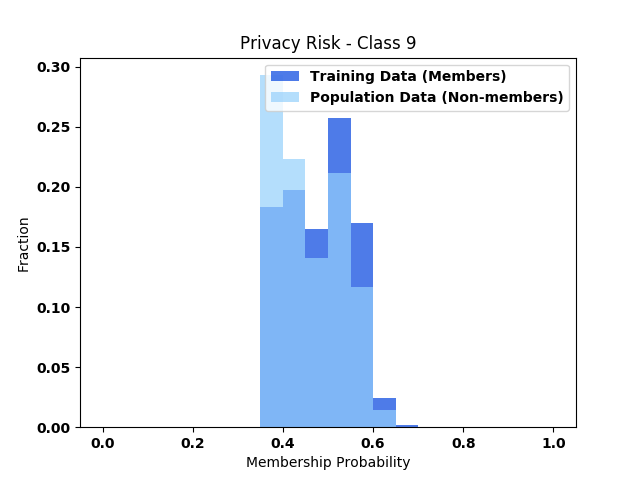 Privacy Risk - Class 9
Training Data (Members)
Population Data (Non-members)
Fraction
0.30
0.25
0.20
0.15
0.10
0.05
0.00
0.0 0.2 0.4 0.6 0.8 1.0
Membership Probability